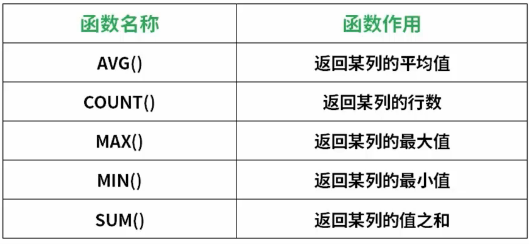 函数名称 函数作用
AVG() 返回某列的平均值
COUNT() 返回某列的行数
MAX() 返回某列的最大值
MIN() 返回某列的最小值
SUM() 返回某列的值之和